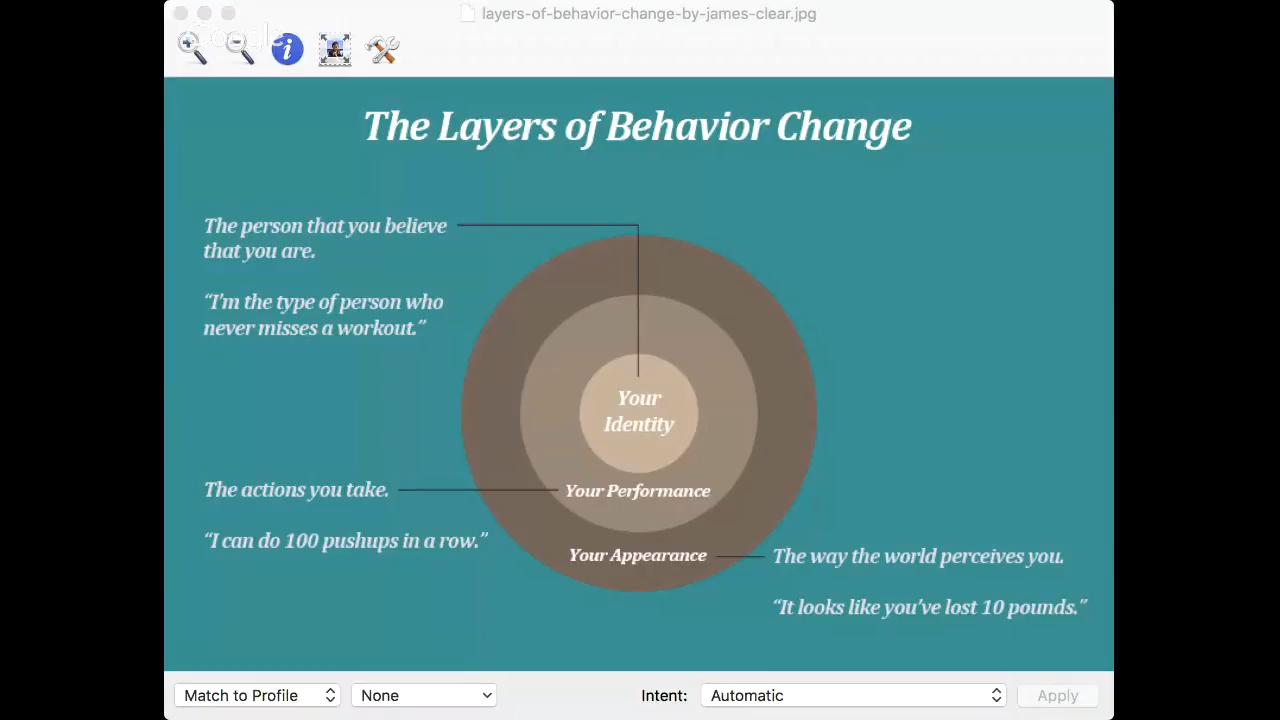 layers-of-behavior-change-by-james-clear.jpg
Google
The Layers of Behavior Change
The person that you believe
that you are.
“I’m the type of person who
never misses a workout.”
Your
Identity
The actions you take.
Your Performance
“I can do 100 pushups in a row.”
Your Appearance
The way the world perceives you.
“It looks like you’ve lost 10 pounds.”
Match to Profile
None
Intent:
Automatic
Apply